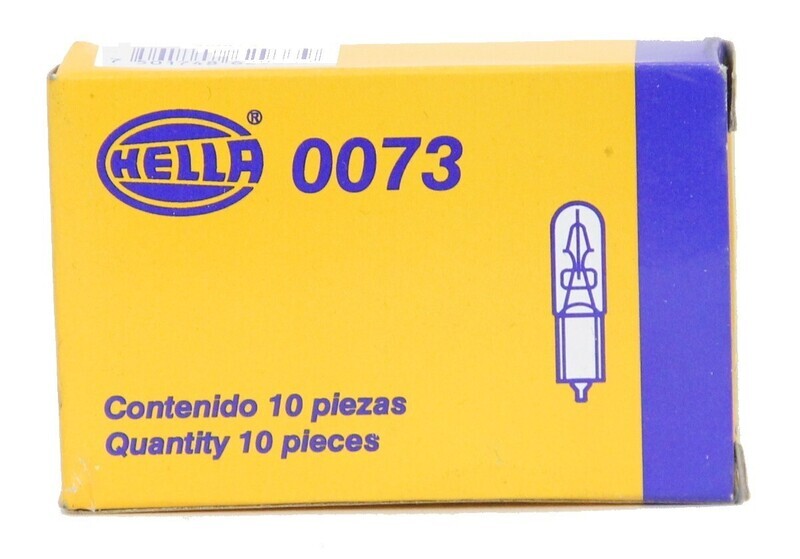 HELLA® 0073
Contenido 10 piezas
Quantity 10 pieces